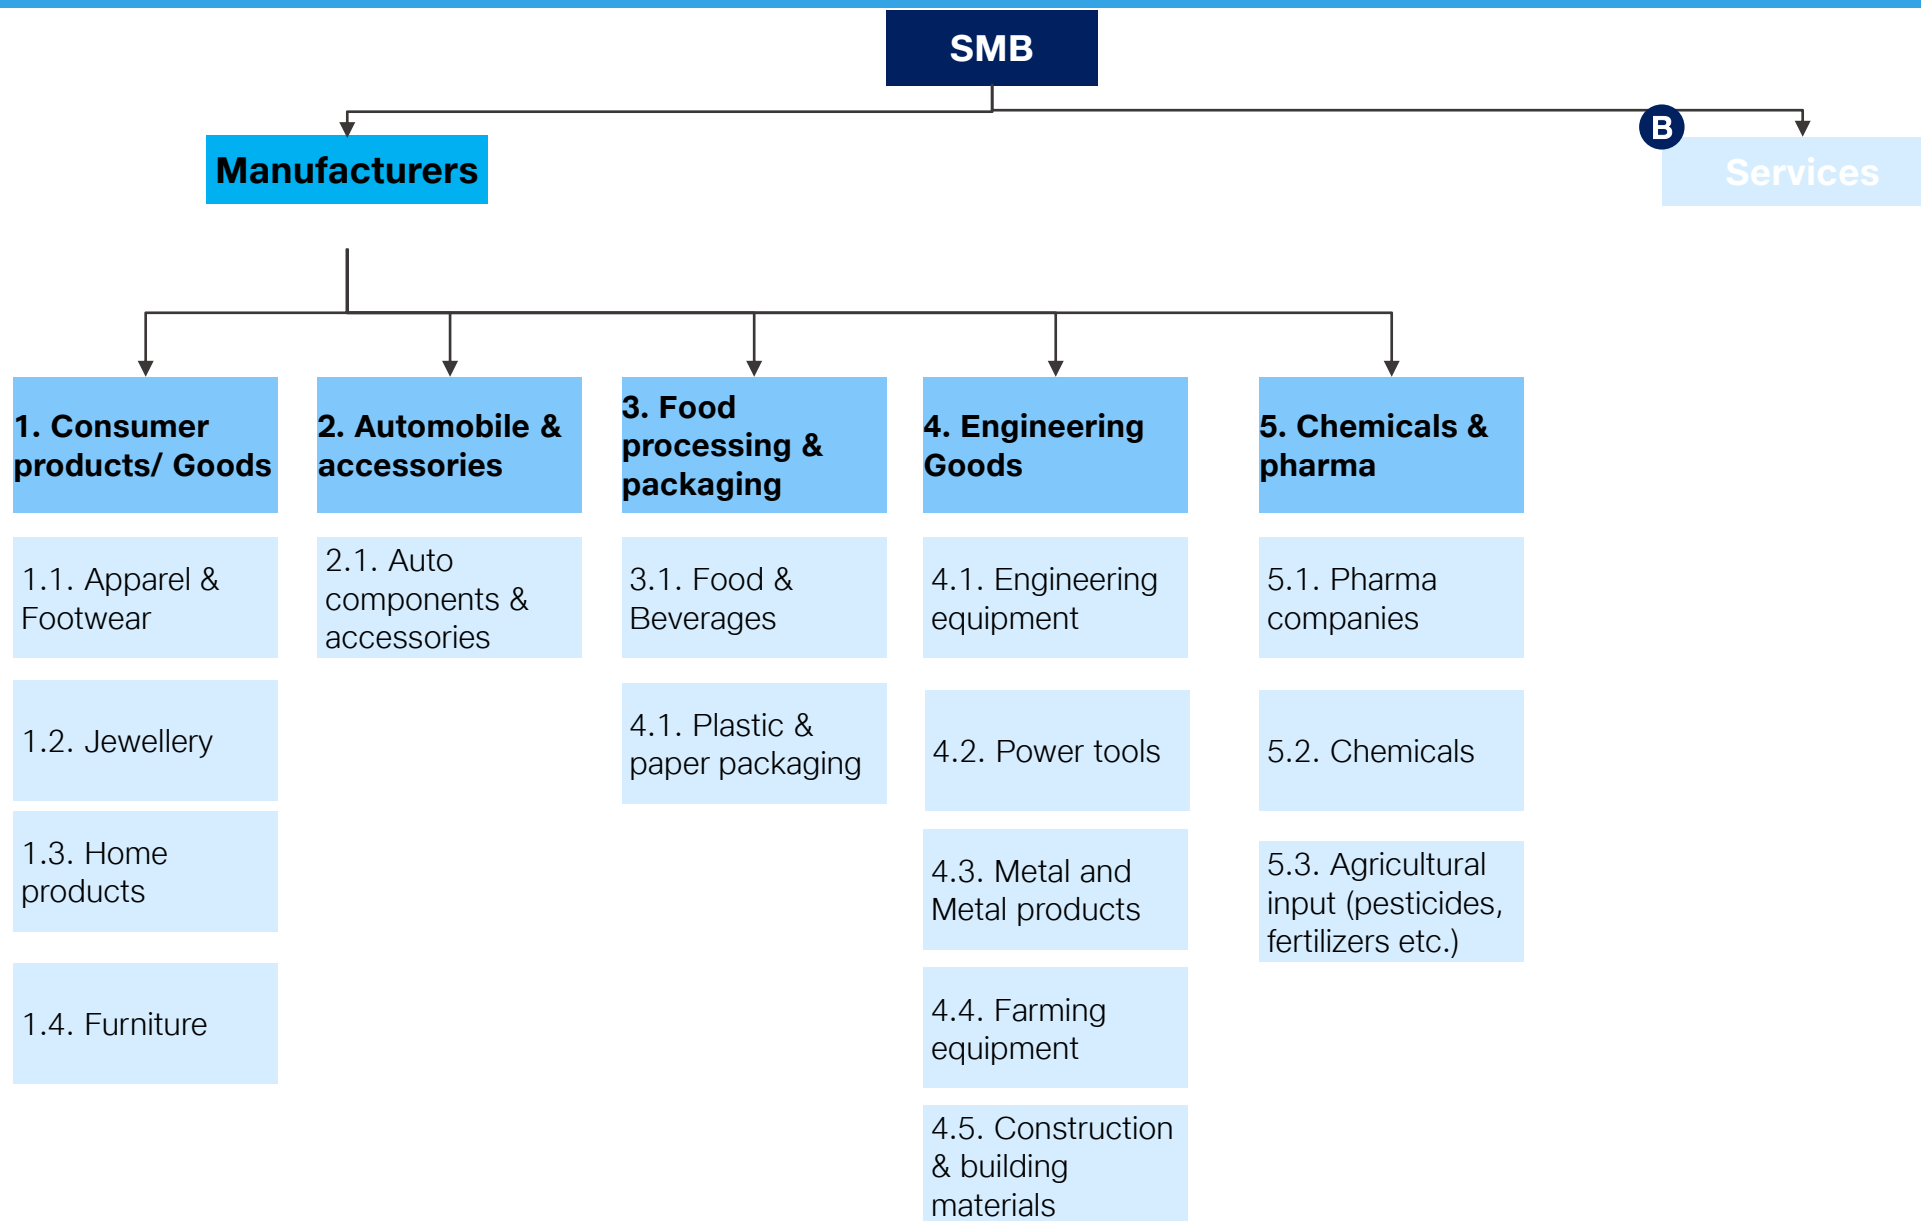 SMB
Manufacturers
B
Services
1. Consumer
products/ Goods
2. Automobile &
accessories
3. Food
processing &
packaging
4. Engineering
Goods
5. Chemicals &
pharma
1.1. Apparel &
Footwear
2.1. Auto
components &
accessories
3.1. Food &
Beverages
4.1. Engineering
equipment
5.1. Pharma
companies
1.2. Jewellery
4.1. Plastic &
paper packaging
4.2. Power tools
5.2. Chemicals
1.3. Home
products
4.3. Metal and
Metal products
5.3. Agricultural
input (pesticides,
fertilizers etc.)
1.4. Furniture
4.4. Farming
equipment
4.5. Construction
& building
materials